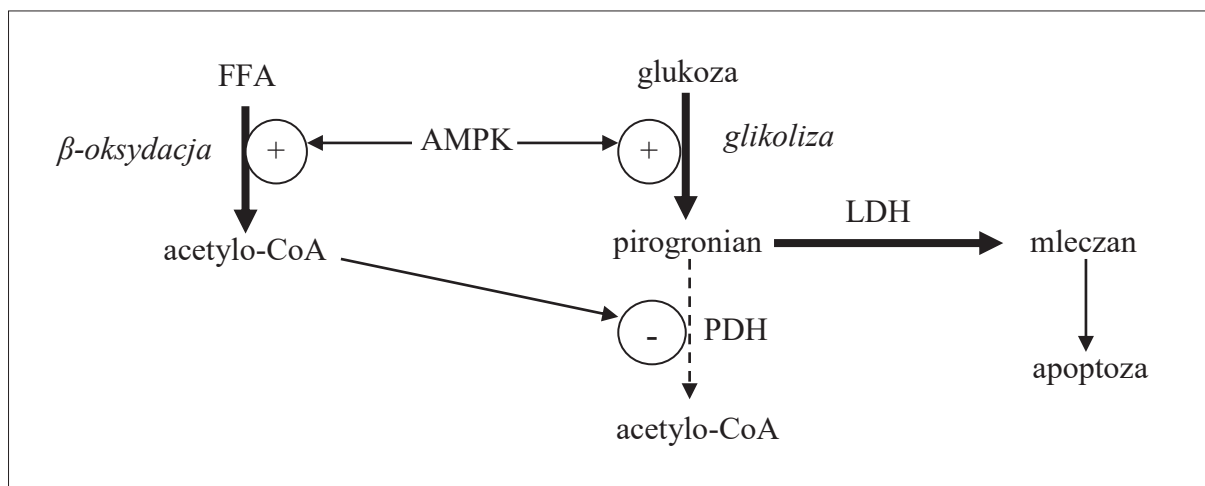 FFA
glukoza
β-oksydacja
+
AMPK
+
glikoliza
LDH
acetylo-CoA
pirogronian
mleczan
-
PDH
apoptoza
acetylo-CoA